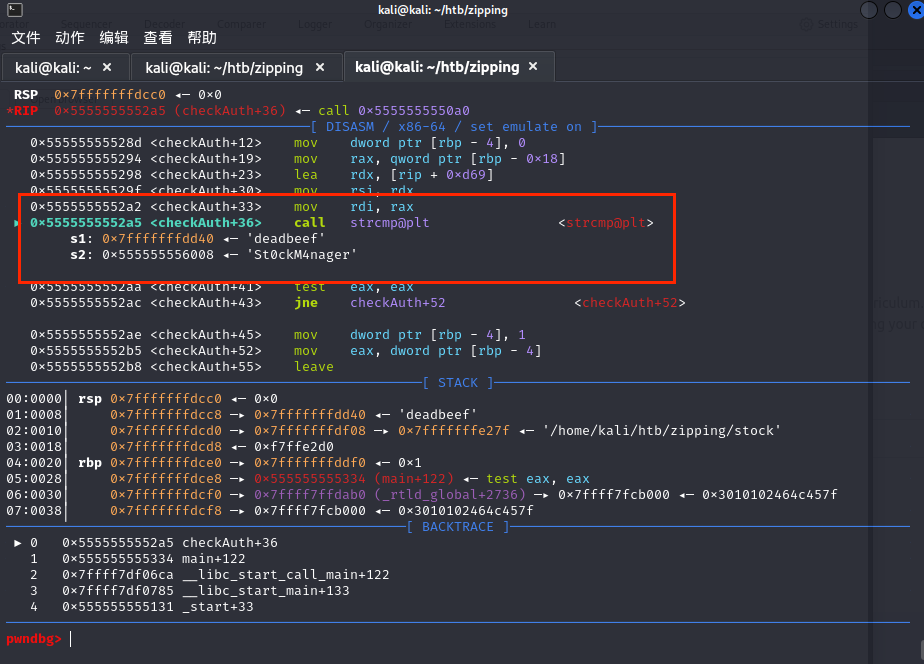 kali@kali: ~/htb/zipping
文件 动作 编辑 查看 帮助
kali@kali: ~ × kali@kali: ~/htb/zipping × kali@kali: ~/htb/zipping ×
RSP 0×7fffffffdcc0 ◂— 0×0
*RIP 0×5555555552a5 (checkAuth+36) ◂— call 0×5555555550a0
[ DISASM / x86-64 / set emulate on ]
0×55555555528d <checkAuth+12> mov dword ptr [rbp - 4], 0
0×555555555294 <checkAuth+19> mov rax, qword ptr [rbp - 0×18]
0×555555555298 <checkAuth+23> lea rdx, [rip + 0×d69]
0×55555555529f <checkAuth+30> mov rsi, rdx
0×5555555552a2 <checkAuth+33> mov rdi, rax
► 0×5555555552a5 <checkAuth+36> call strcmp@plt <strcmp@plt>
s1: 0×7fffffffdd40 ◂— 'deadbeef'
s2: 0×555555556008 ◂— 'St0ckM4nager'
0×5555555552aa <checkAuth+41> test eax, eax
0×5555555552ac <checkAuth+43> jne checkAuth+52 <checkAuth+52>
0×5555555552ae <checkAuth+45> mov dword ptr [rbp - 4], 1
0×5555555552b5 <checkAuth+52> mov eax, dword ptr [rbp - 4]
0×5555555552b8 <checkAuth+55> leave
[ STACK ]
00:0000│ rsp 0×7fffffffdcc0 ◂— 0×0
01:0008│ 0×7fffffffdcc8 —▸ 0×7fffffffdd40 ◂— 'deadbeef'
02:0010│ 0×7fffffffdcd0 —▸ 0×7fffffffdf08 —▸ 0×7fffffffe27f ◂— '/home/kali/htb/zipping/stock'
03:0018│ 0×7fffffffdcd8 ◂— 0×f7ffe2d0
04:0020│ rbp 0×7fffffffdce0 —▸ 0×7fffffffddf0 ◂— 0×1
05:0028│ 0×7fffffffdce8 —▸ 0×555555555334 (main+122) ◂— test eax, eax
06:0030│ 0×7fffffffdcf0 —▸ 0×7ffff7ffdab0 (_rtld_global+2736) —▸ 0×7ffff7fcb000 ◂— 0×3010102464c457f
07:0038│ 0×7fffffffdcf8 —▸ 0×7ffff7fcb000 ◂— 0×3010102464c457f
[ BACKTRACE ]
► 0 0×5555555552a5 checkAuth+36
1 0×555555555334 main+122
2 0×7ffff7df06ca __libc_start_call_main+122
3 0×7ffff7df0785 __libc_start_main+133
4 0×555555555131 _start+33
pwndbg>